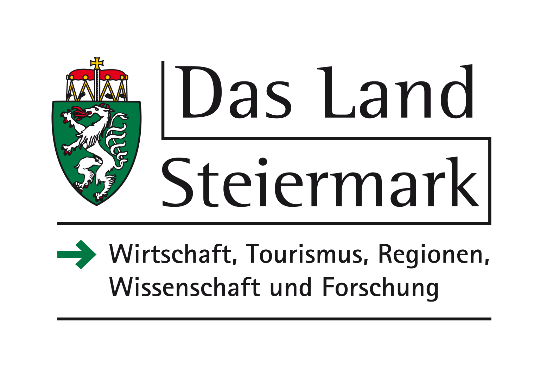 Das Land
Steiermark
Wirtschaft, Tourismus, Regionen,
Wissenschaft und Forschung